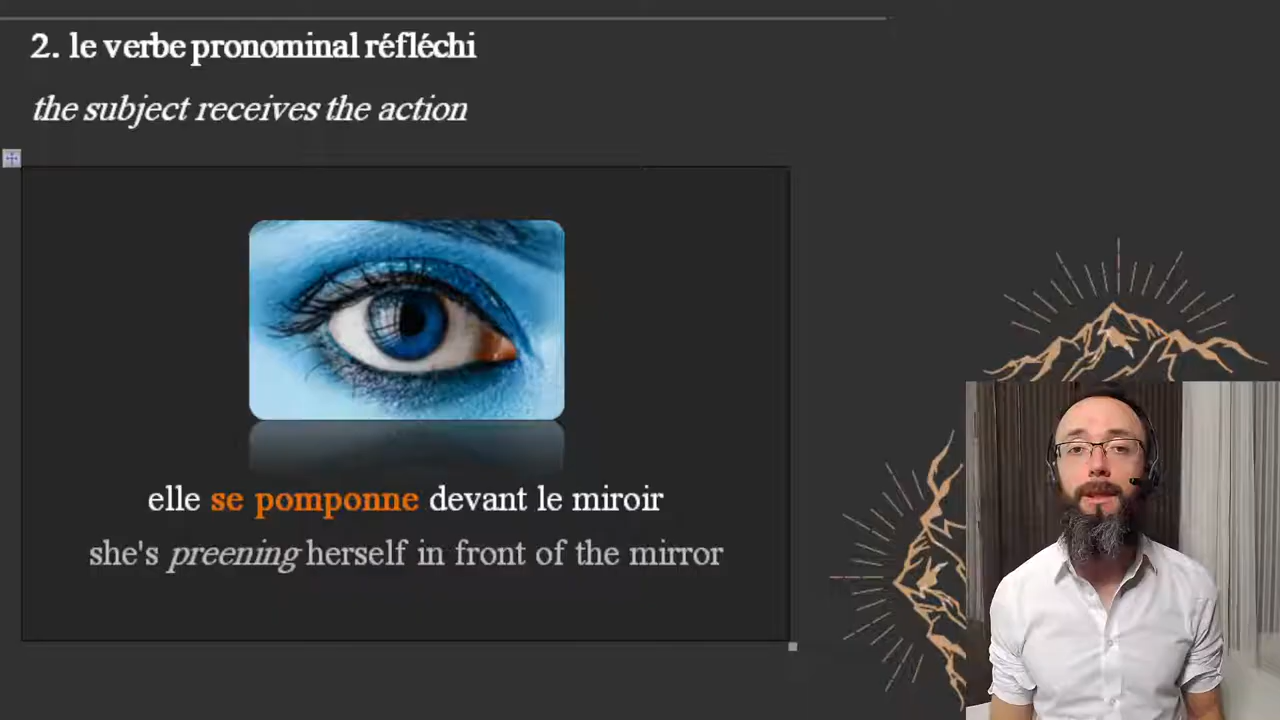 2. le verbe pronominal réfléchi
the subject receives the action
elle se pomponne devant le miroir
she's preening herself in front of the mirror